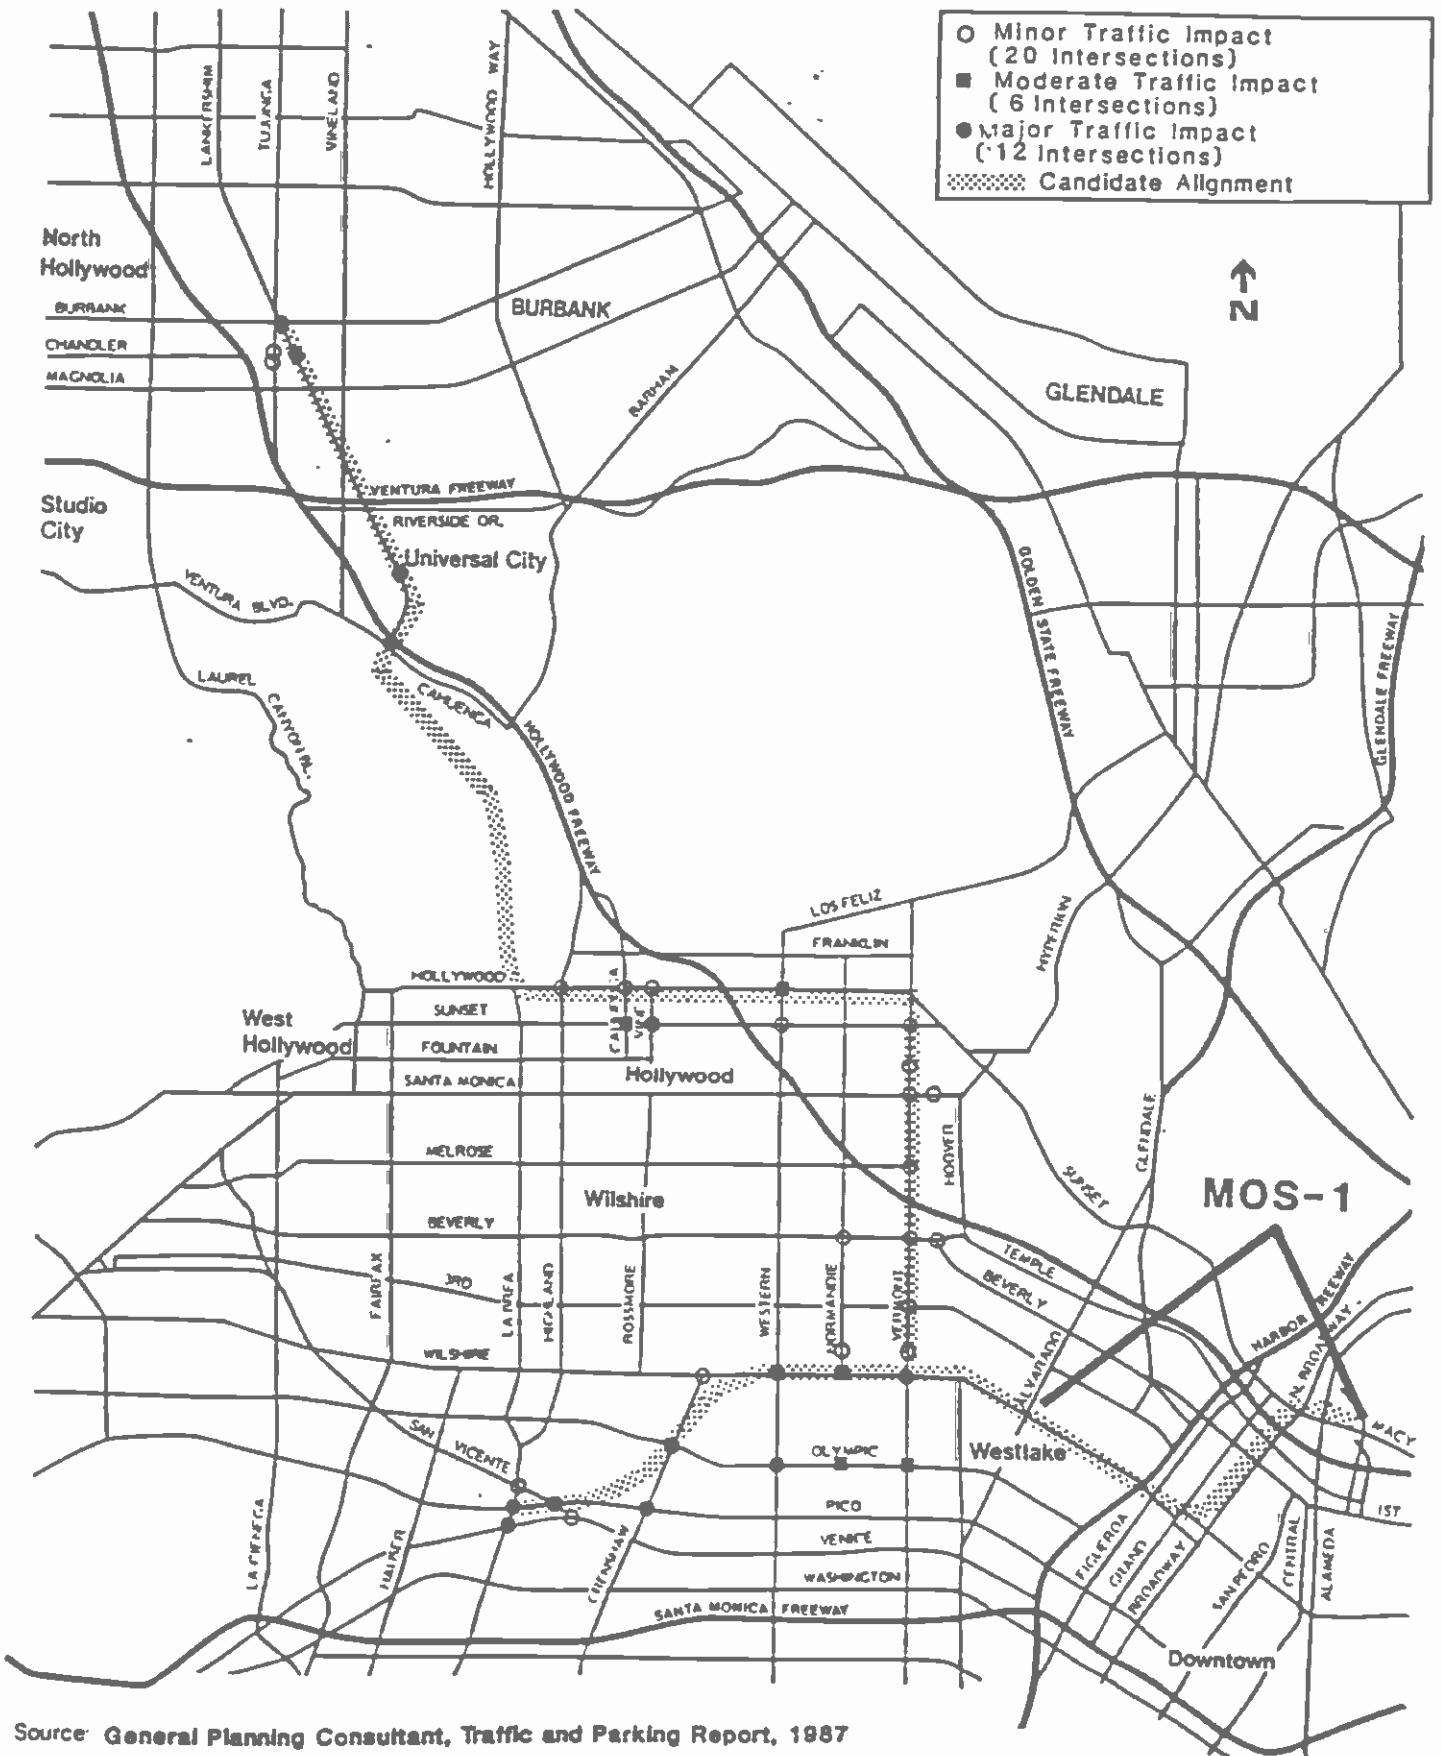 Minor Traffic Impact
(20 Intersections)
Moderate Traffic Impact
( 6 Intersections)
Major Traffic Impact
( 12 Intersections)
Candidate Alignment
N
LANKERSHIM
TUJUNGA
VINELAND
HOLLYWOOD WAY
North
Hollywood
BURBANK
CHANDLER
MAGNOLIA
BURBANK
BARHAM
GLENDALE
VENTURA FREEWAY
RIVERSIDE DR.
Studio
City
Universal City
VENTURA BLVD.
GOLDEN STATE FREEWAY
GLENDALE FREEWAY
LAUREL
CANYON
CAHUENGA
HOLLYWOOD FREEWAY
LOS FELIZ
FRANKLIN
HYPERION
HOLLYWOOD
SUNSET
VINE
West
Hollywood
FOUNTAIN
SANTA MONICA
Hollywood
HOOVER
GLENDALE
SUNSET
MELROSE
Wilshire
MOS-1
BEVERLY
TEMPLE
BEVERLY
3RD
FAIRFAX
LA BREA
HIGHLAND
ROSSMORE
WESTERN
NORMANDIE
VERMONT
HARBOR FREEWAY
N. BROADWAY
ALVARADO
WILSHIRE
SAN VICENTE
OLYMPIC
Westlake
MACY
PICO
1ST
VENICE
WASHINGTON
SANTA MONICA FREEWAY
LA CIENEGA
HAUSER
CRENSHAW
FIGUEROA
GRAND
BROADWAY
SAN PEDRO
CENTRAL
ALAMEDA
Downtown
Source: General Planning Consultant, Traffic and Parking Report, 1987